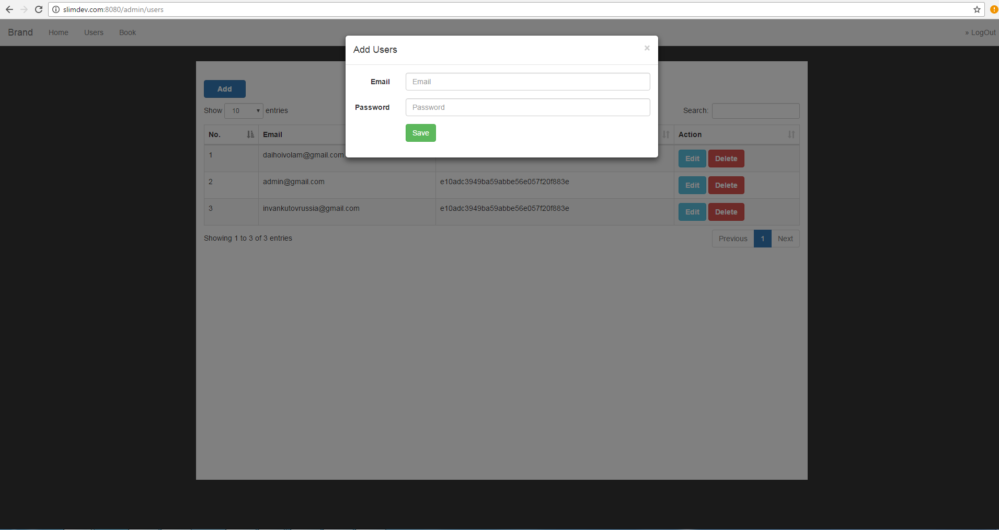 slimdev.com:8080/admin/users
Brand Home Users Book » LogOut
Add Users ×
Email Email
Password Password
Save
Add
Show 10 entries Search:
No. Email Action
1 daihoivolam@gmail.com Edit Delete
2 admin@gmail.com e10adc3949ba59abbe56e057f20f883e Edit Delete
3 invankutovrussia@gmail.com e10adc3949ba59abbe56e057f20f883e Edit Delete
Showing 1 to 3 of 3 entries Previous 1 Next